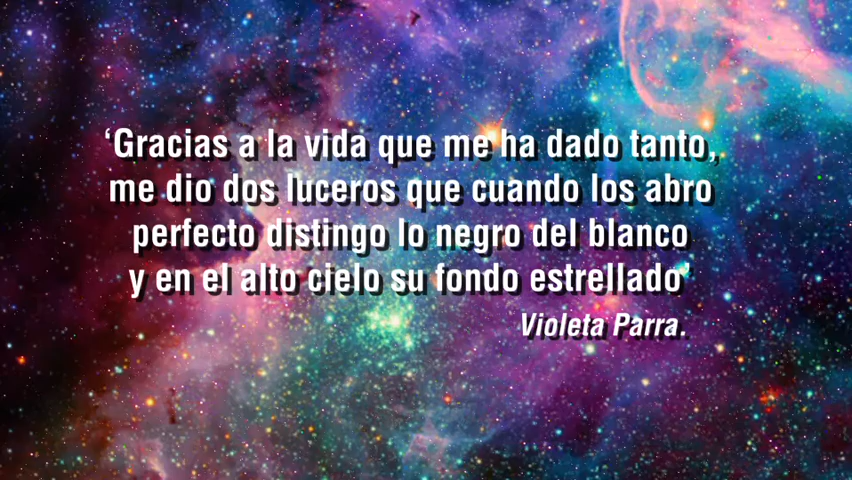 ‘Gracias a la vida que me ha dado tanto,
me dio dos luceros que cuando los abro
perfecto distingo lo negro del blanco
y en el alto cielo su fondo estrellado’
Violeta Parra.